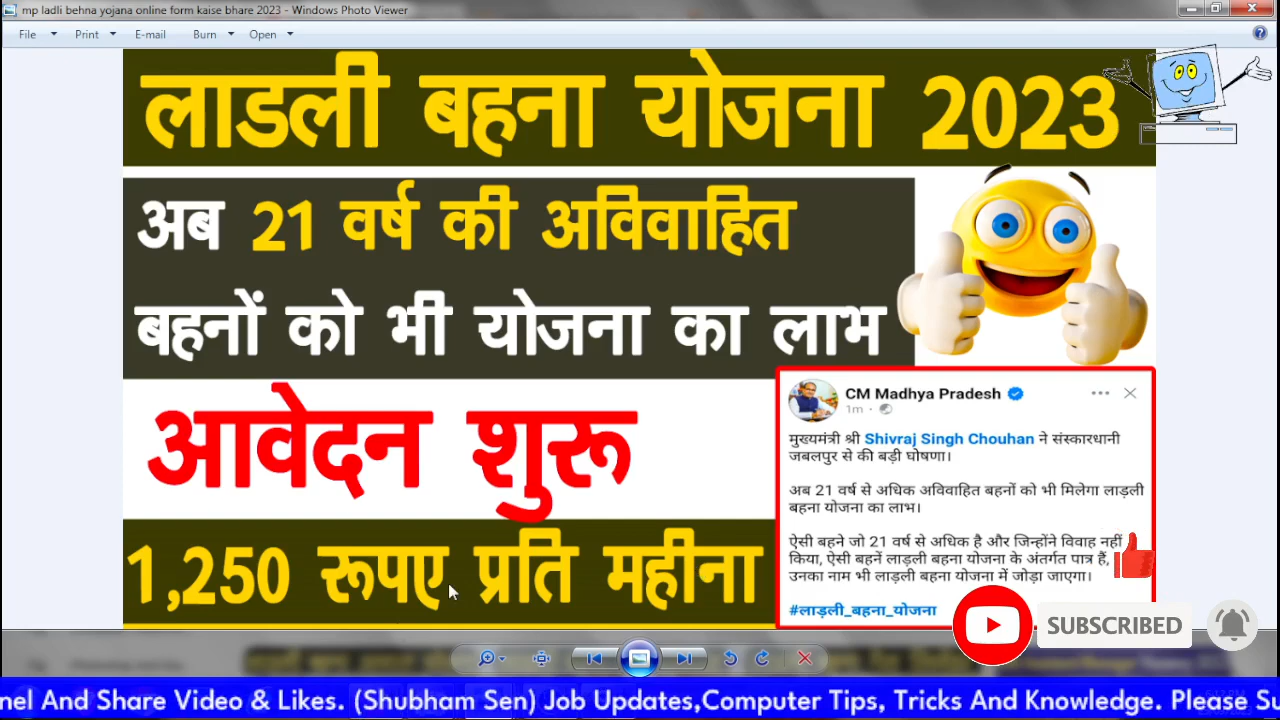 mp ladli behna yojana online form kaise bhare 2023 - Windows Photo Viewer
File Print E-mail Burn Open
लाडली बहना योजना 2023
अब 21 वर्ष की अविवाहित
बहनों को भी योजना का लाभ
आवेदन शुरू
1,250 रूपए प्रति महीना
CM Madhya Pradesh
1m
मुख्यमंत्री श्री Shivraj Singh Chouhan ने संस्कारधानी
जबलपुर से की बड़ी घोषणा।
अब 21 वर्ष से अधिक अविवाहित बहनों को भी मिलेगा लाड़ली
बहना योजना का लाभ।
ऐसी बहने जो 21 वर्ष से अधिक है और जिन्होंने विवाह नहीं
किया, ऐसी बहनें लाड़ली बहना योजना के अंतर्गत पात्र हैं,
उनका नाम भी लाड़ली बहना योजना में जोड़ा जाएगा।
#लाड़ली_बहना_योजना
SUBSCRIBED
nel And Share Video & Likes. (Shubham Sen) Job Updates,Computer Tips, Tricks And Knowledge. Please Su